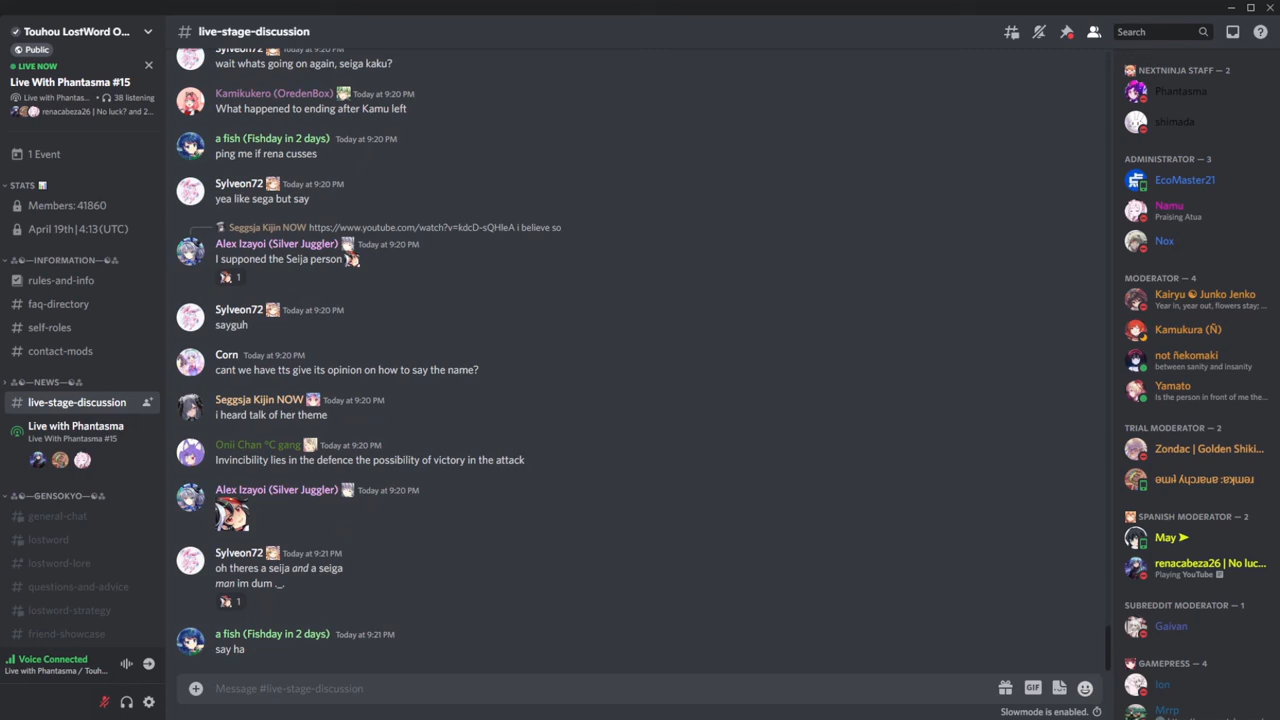 Touhou LostWord O...
Public
LIVE NOW
Live With Phantasma #15
Live with Phantas... 38 listening
renacabeza26 | No luck? and 2...
1 Event
STATS
Members: 41860
April 19th | 4:13 (UTC)
INFORMATION
rules-and-info
faq-directory
self-roles
contact-mods
NEWS
# live-stage-discussion
Live with Phantasma
Live With Phantasma #15
GENSOKYO
general-chat
lostword
lostword-lore
questions-and-advice
lostword-strategy
friend-showcase
Voice Connected
Live with Phantasma / Touh...
# live-stage-discussion
Search
Sylveon72 Today at 9:20 PM
wait whats going on again, seiga kaku?
Kamikukero (OredenBox) Today at 9:20 PM
What happened to ending after Kamu left
a fish (Fishday in 2 days) Today at 9:20 PM
ping me if rena cusses
Sylveon72 Today at 9:20 PM
yea like sega but say
Seggsja Kijin NOW https://www.youtube.com/watch?v=kdcD-sQHleA i believe so
Alex Izayoi (Silver Juggler) Today at 9:20 PM
I supponed the Seija person
1
Sylveon72 Today at 9:20 PM
sayguh
Corn Today at 9:20 PM
cant we have tts give its opinion on how to say the name?
Seggsja Kijin NOW Today at 9:20 PM
i heard talk of her theme
Onii Chan °C gang Today at 9:20 PM
Invincibility lies in the defence the possibility of victory in the attack
Alex Izayoi (Silver Juggler) Today at 9:20 PM
Sylveon72 Today at 9:21 PM
oh theres a seija and a seiga
man im dum ._.
1
a fish (Fishday in 2 days) Today at 9:21 PM
say ha
Message #live-stage-discussion
GIF
Slowmode is enabled.
NEXTNINJA STAFF — 2
Phantasma
shimada
ADMINISTRATOR — 3
EcoMaster21
Namu
Praising Atua
Nox
MODERATOR — 4
Kairyu ☯ Junko Jenko
Year in, year out, flowers stay; ...
Kamukura (Ñ)
not ñekomaki
between sanity and insanity
Yamato
Is the person in front of me the...
TRIAL MODERATOR — 2
Zondac | Golden Shiki...
SPANISH MODERATOR — 2
May ➤
renacabeza26 | No luc...
Playing YouTube
SUBREDDIT MODERATOR — 1
Gaivan
GAMEPRESS — 4
Ion
Mrrp